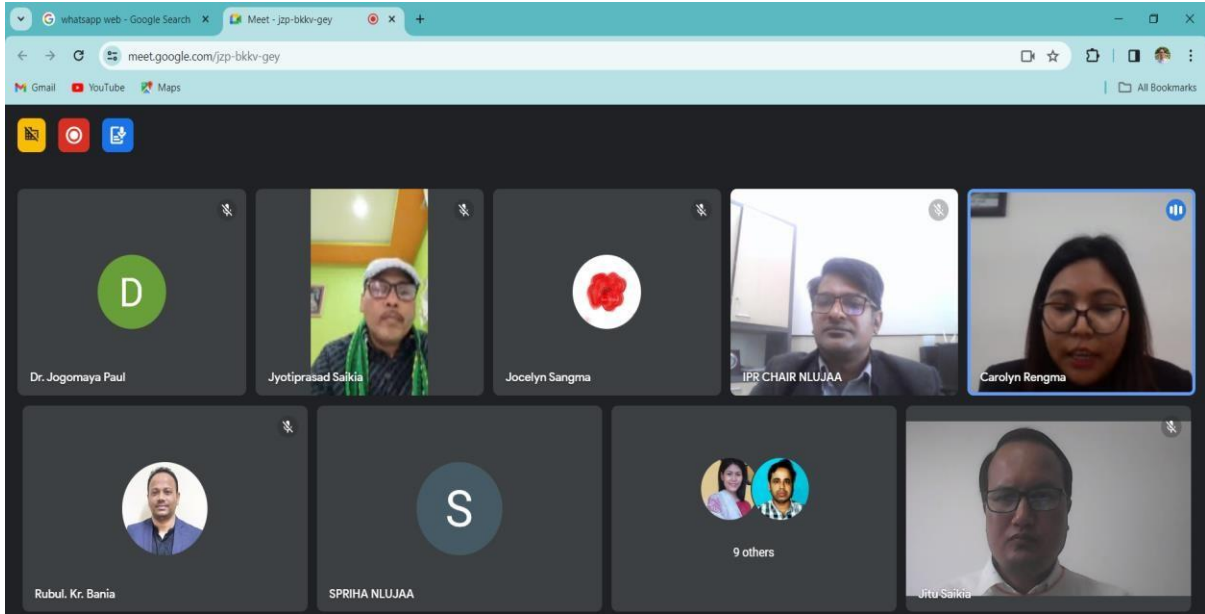 whatsapp web - Google Search
Meet - jzp-bkkv-gey
meet.google.com/jzp-bkkv-gey
Gmail YouTube Maps
All Bookmarks
D
Dr. Jogomaya Paul
Jyotiprasad Saikia
Jocelyn Sangma
IPR CHAIR NLUJAA
Carolyn Rengma
Rubul. Kr. Bania
S
SPRIHA NLUJAA
9 others
Jitu Saikia